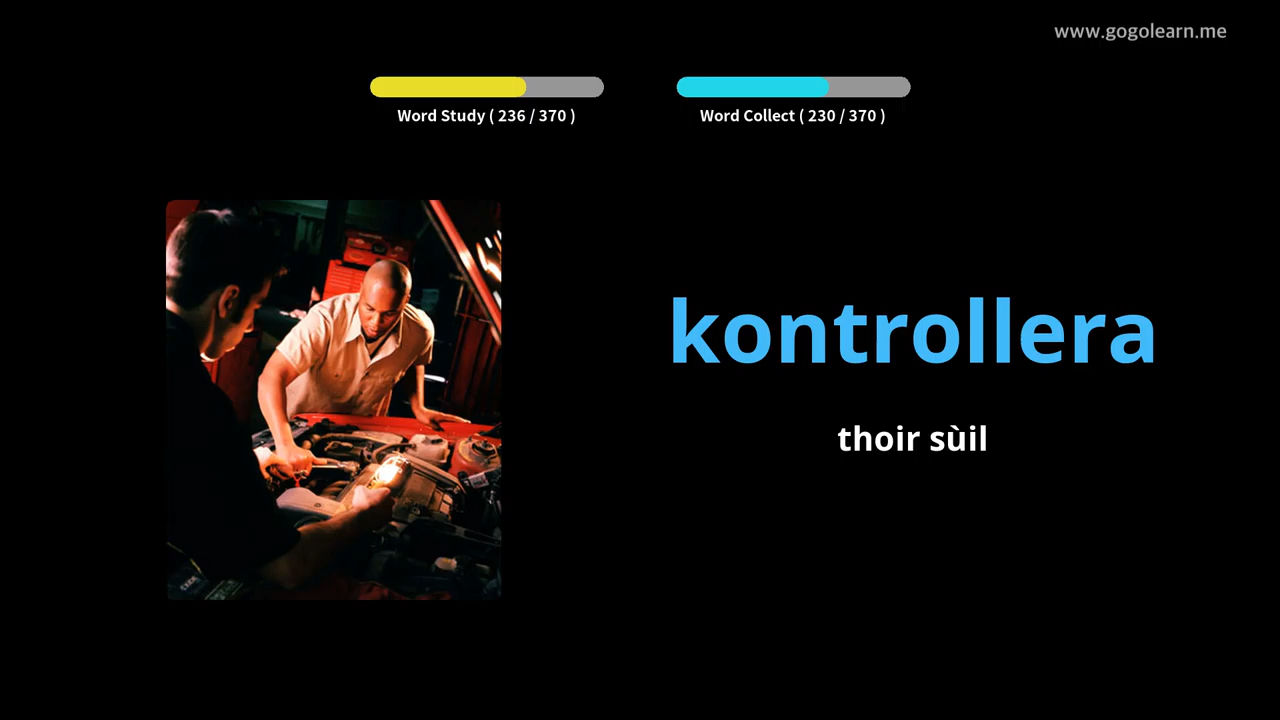 www.gogolearn.me
Word Study ( 236 / 370 )
Word Collect ( 230 / 370 )
kontrollera
thoir sùil